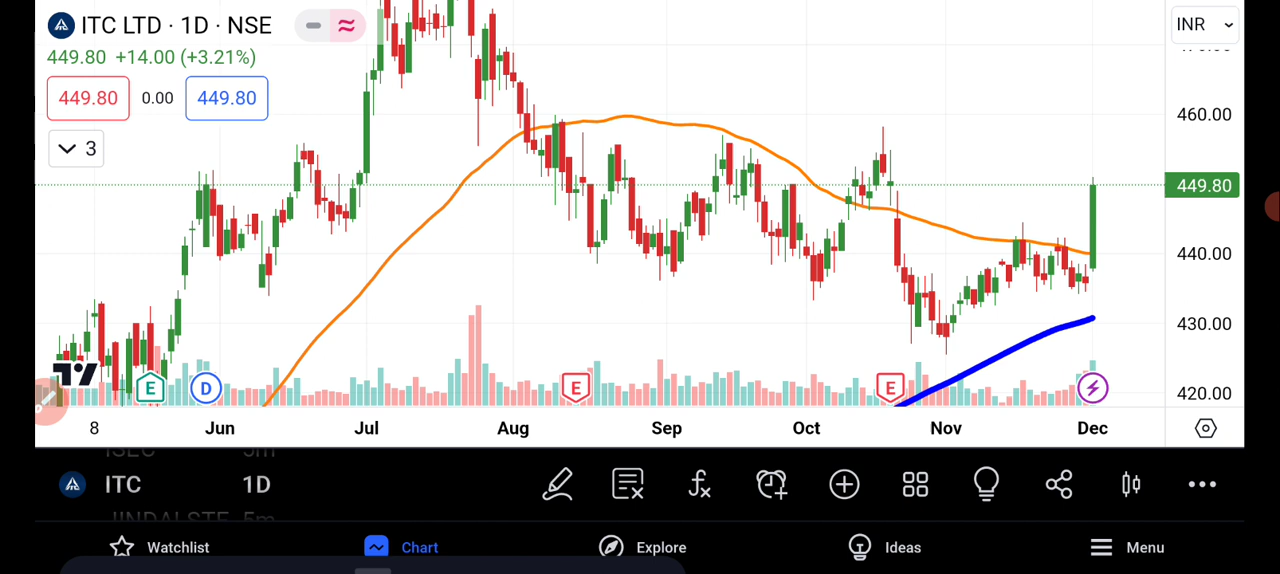 ITC LTD · 1D · NSE
INR
449.80 +14.00 (+3.21%)
449.80 0.00 449.80
3
460.00
449.80
440.00
430.00
420.00
E D E E
8 Jun Jul Aug Sep Oct Nov Dec
ITC 1D
Watchlist Chart Explore Ideas Menu